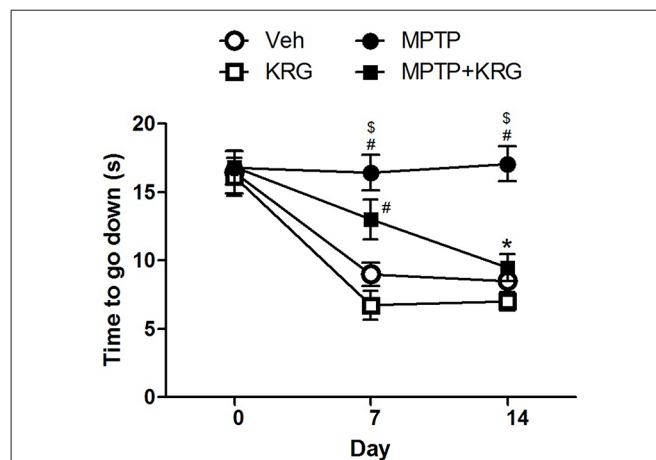 Veh MPTP
KRG MPTP+KRG
20
15
10
5
0
Time to go down (s)
$
#
#
$
#
*
0 7 14
Day